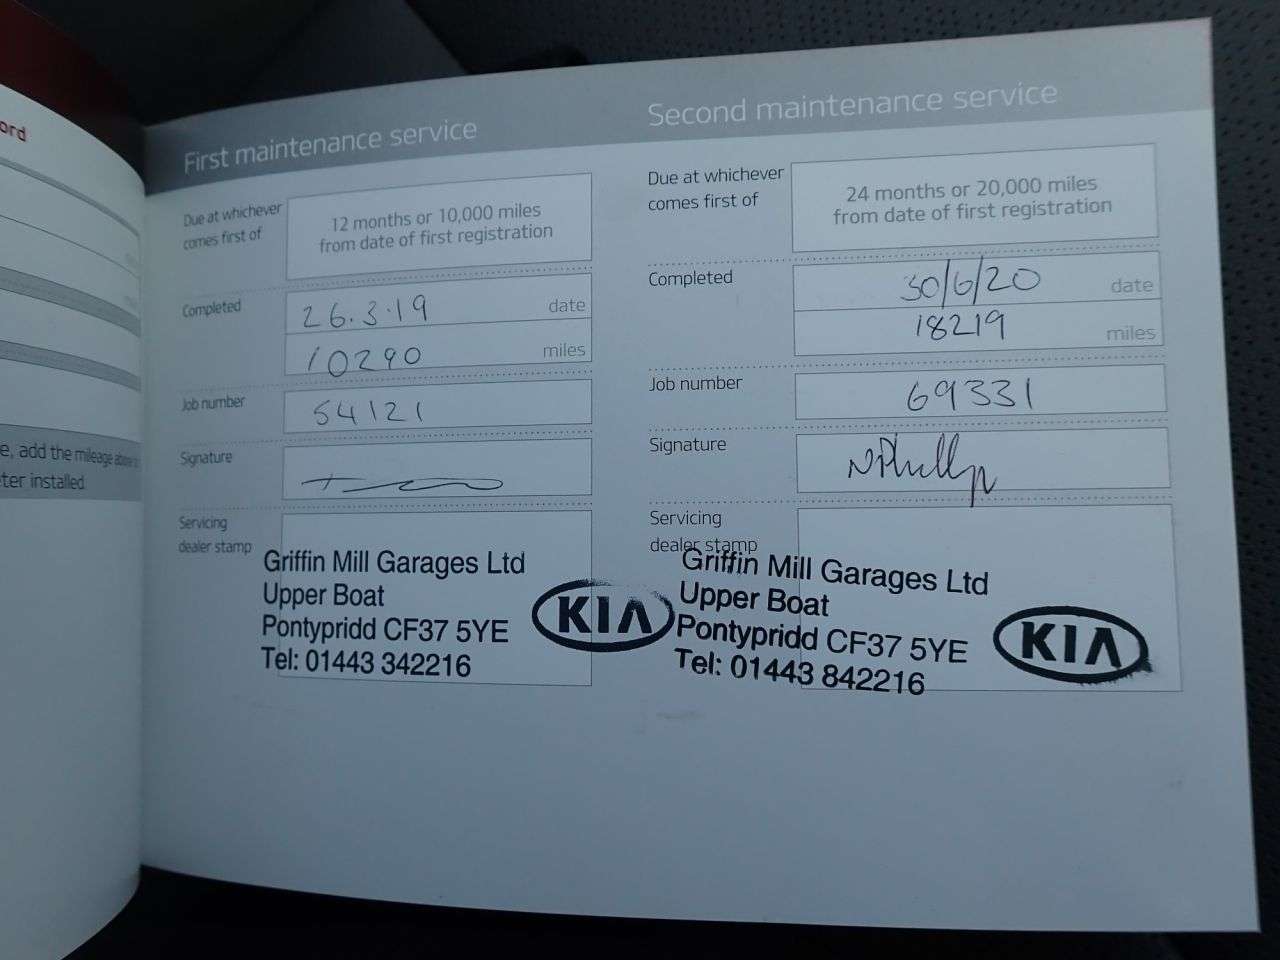 ord
e, add the mileage above to
ter installed
First maintenance service
Due at whichever
comes first of
12 months or 10,000 miles
from date of first registration
Completed
26.3.19 date
10290 miles
Job number
54121
Signature
Servicing
dealer stamp
Griffin Mill Garages Ltd
Upper Boat
Pontypridd CF37 5YE
Tel: 01443 342216
KIA
Second maintenance service
Due at whichever
comes first of
24 months or 20,000 miles
from date of first registration
Completed
30/6/20 date
18219 miles
Job number
69331
Signature
N Phillips
Servicing
dealer stamp
Griffin Mill Garages Ltd
Upper Boat
Pontypridd CF37 5YE
Tel: 01443 842216
KIA